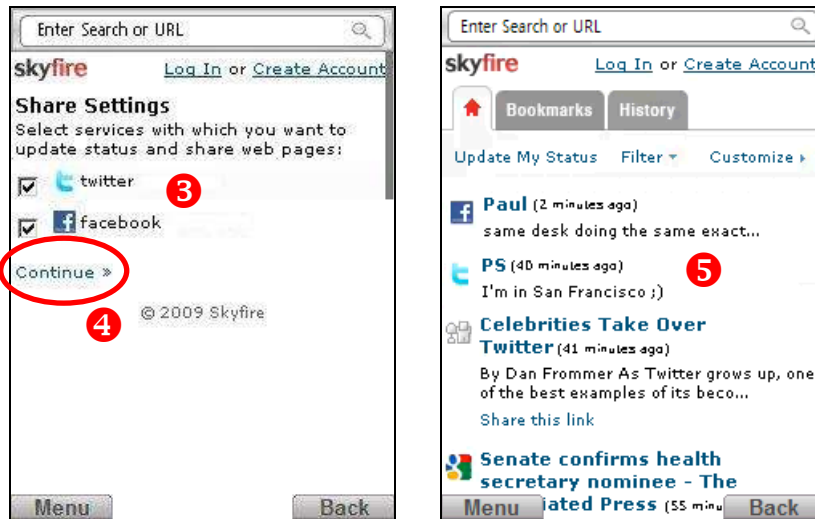 Enter Search or URL
skyfire Log In or Create Account
Share Settings
Select services with which you want to
update status and share web pages:
twitter
3
facebook
Continue »
4
© 2009 Skyfire
Menu Back
Enter Search or URL
skyfire Log In or Create Account
Bookmarks History
Update My Status Filter Customize
Paul (2 minutes ago)
same desk doing the same exact...
PS (40 minutes ago)
5
I'm in San Francisco ;)
Celebrities Take Over
Twitter (41 minutes ago)
By Dan Frommer As Twitter grows up, one
of the best examples of its beco...
Share this link
Senate confirms health
secretary nominee - The
Menu iated Press (55 minu Back